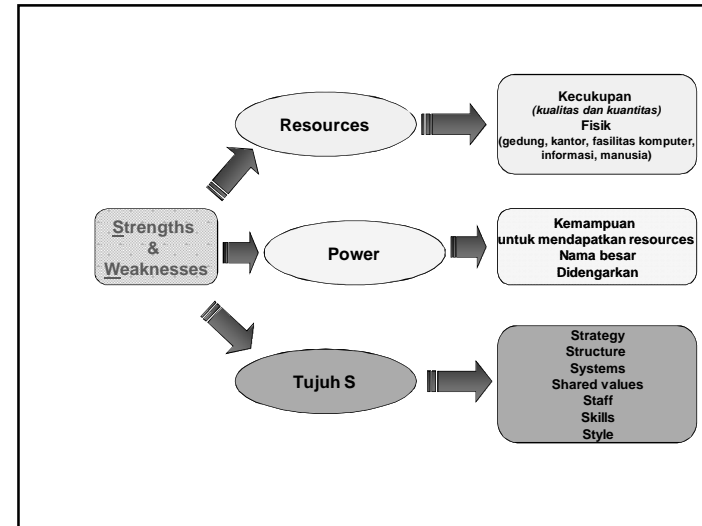 Strengths
&
Weaknesses
Resources
Kecukupan
(kualitas dan kuantitas)
Fisik
(gedung, kantor, fasilitas komputer,
informasi, manusia)
Power
Kemampuan
untuk mendapatkan resources
Nama besar
Didengarkan
Tujuh S
Strategy
Structure
Systems
Shared values
Staff
Skills
Style